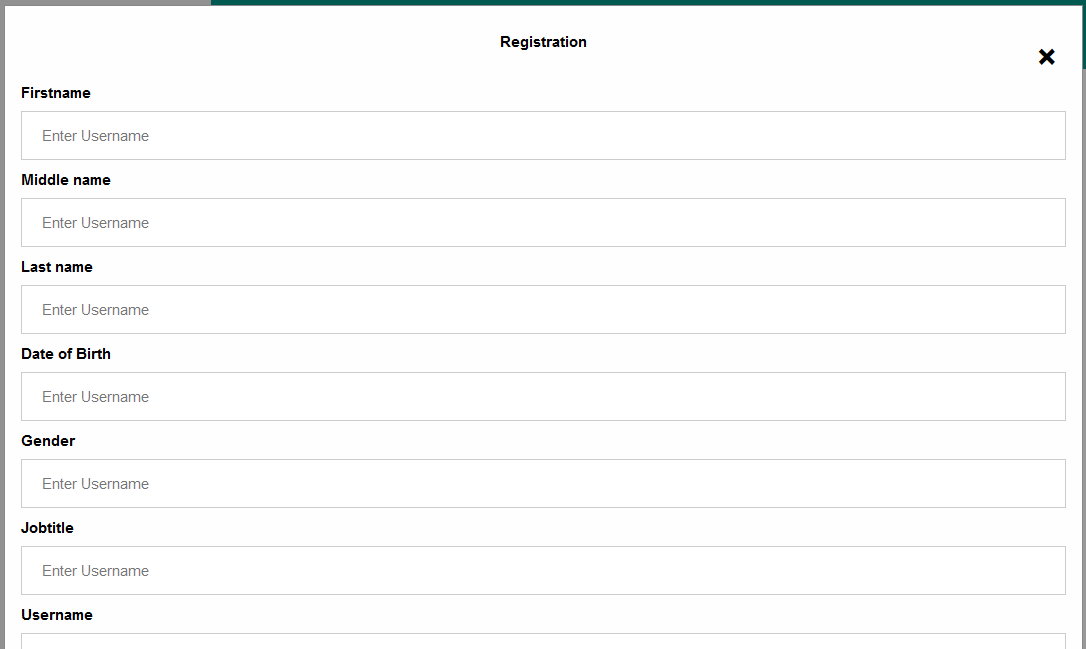 Registration
Firstname
Enter Username
Middle name
Enter Username
Last name
Enter Username
Date of Birth
Enter Username
Gender
Enter Username
Jobtitle
Enter Username
Username